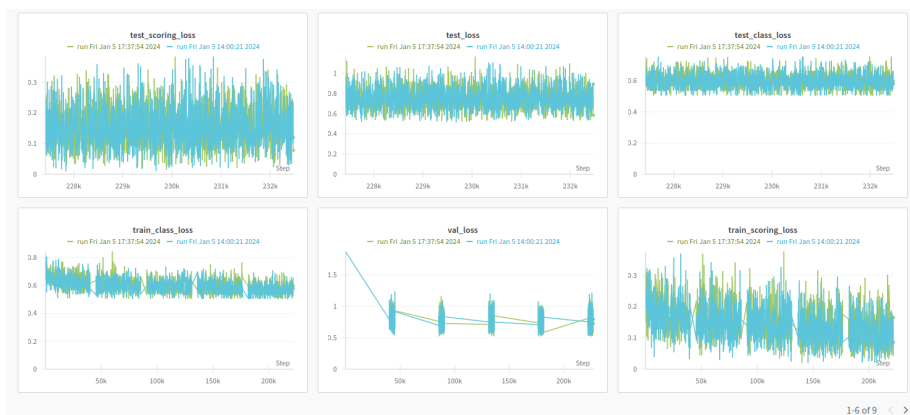 test_scoring_loss
run Fri Jan 5 17:37:54 2024 run Fri Jan 5 14:00:21 2024
0.3
0.2
0.1
0
Step
228k 229k 230k 231k 232k
test_loss
run Fri Jan 5 17:37:54 2024 run Fri Jan 5 14:00:21 2024
1
0.8
0.6
0.4
0.2
0
Step
228k 229k 230k 231k 232k
test_class_loss
run Fri Jan 5 17:37:54 2024 run Fri Jan 5 14:00:21 2024
0.6
0.4
0.2
0
Step
228k 229k 230k 231k 232k
train_class_loss
run Fri Jan 5 17:37:54 2024 run Fri Jan 5 14:00:21 2024
0.8
0.6
0.4
0.2
0
Step
50k 100k 150k 200k
val_loss
run Fri Jan 5 17:37:54 2024 run Fri Jan 5 14:00:21 2024
1.5
1
0.5
0
Step
50k 100k 150k 200k
train_scoring_loss
run Fri Jan 5 17:37:54 2024 run Fri Jan 5 14:00:21 2024
0.3
0.2
0.1
0
Step
50k 100k 150k 200k
1-6 of 9